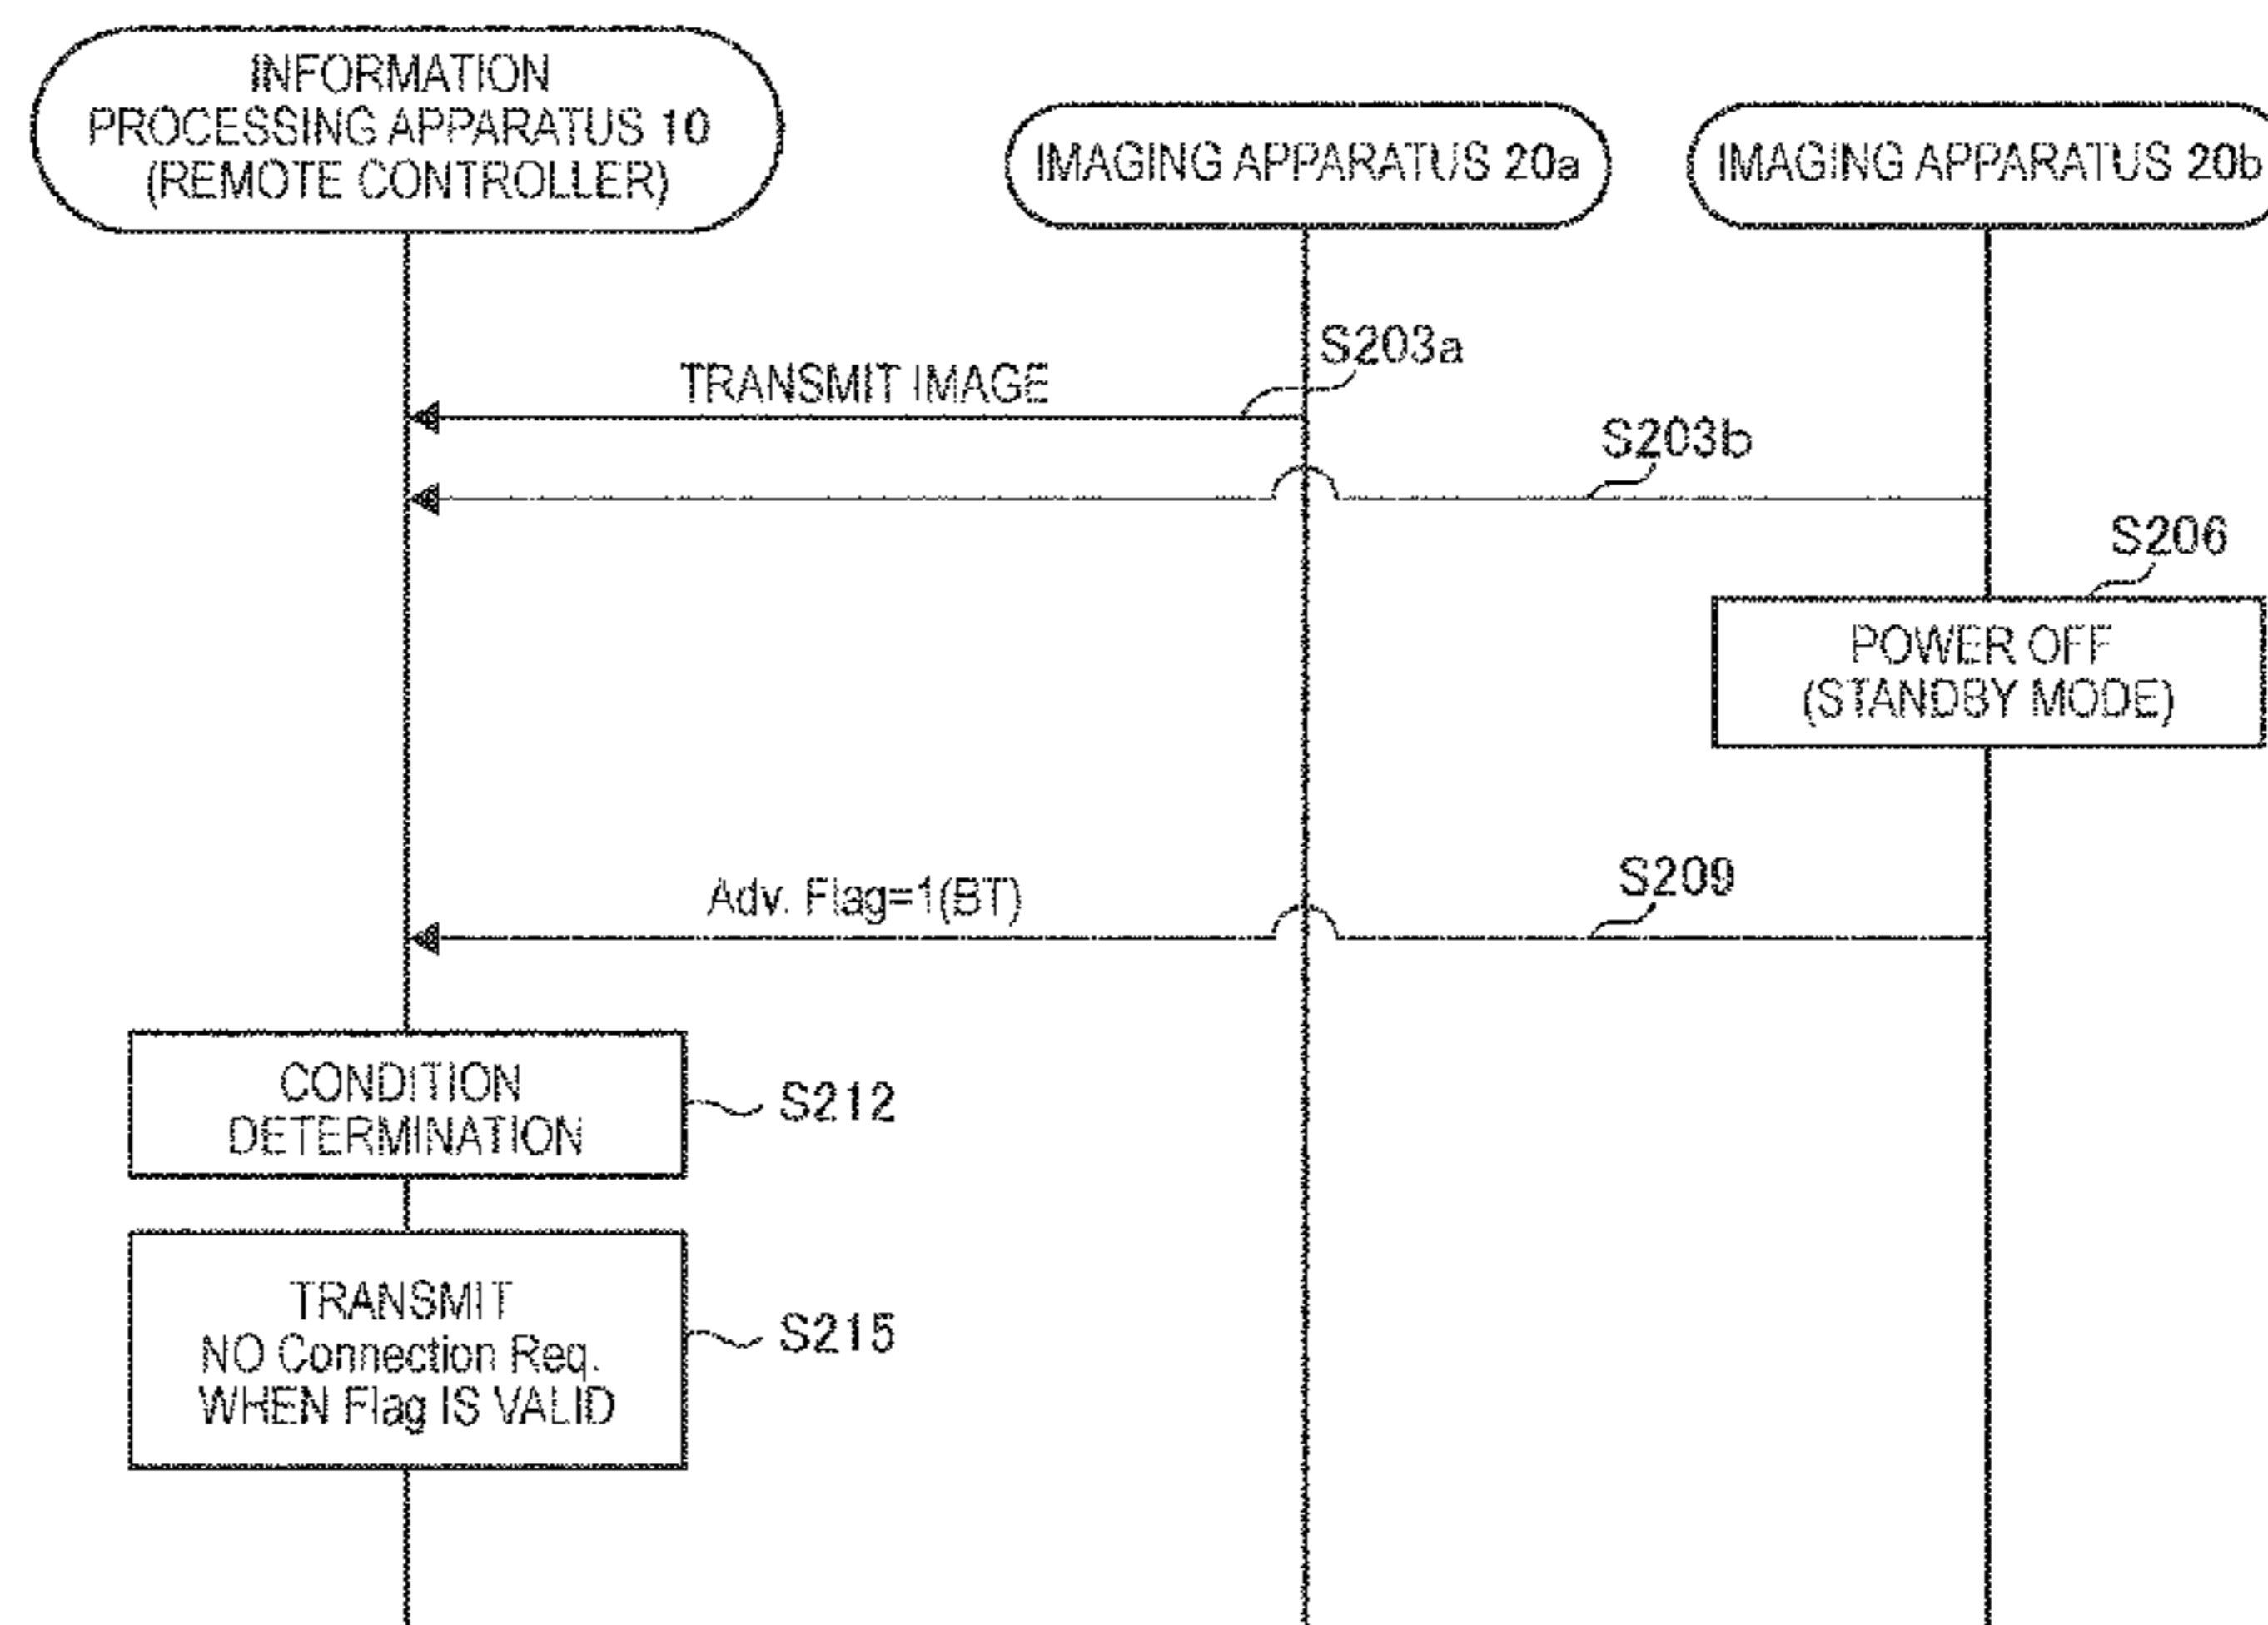 INFORMATION
PROCESSING APPARATUS 10
(REMOTE CONTROLLER)
IMAGING APPARATUS 20a
IMAGING APPARATUS 20b
S203a
TRANSMIT IMAGE
S203b
S206
POWER OFF
(STANDBY MODE)
S209
Adv. Flag=1(BT)
CONDITION
DETERMINATION
S212
TRANSMIT
NO Connection Req.
WHEN Flag IS VALID
S215